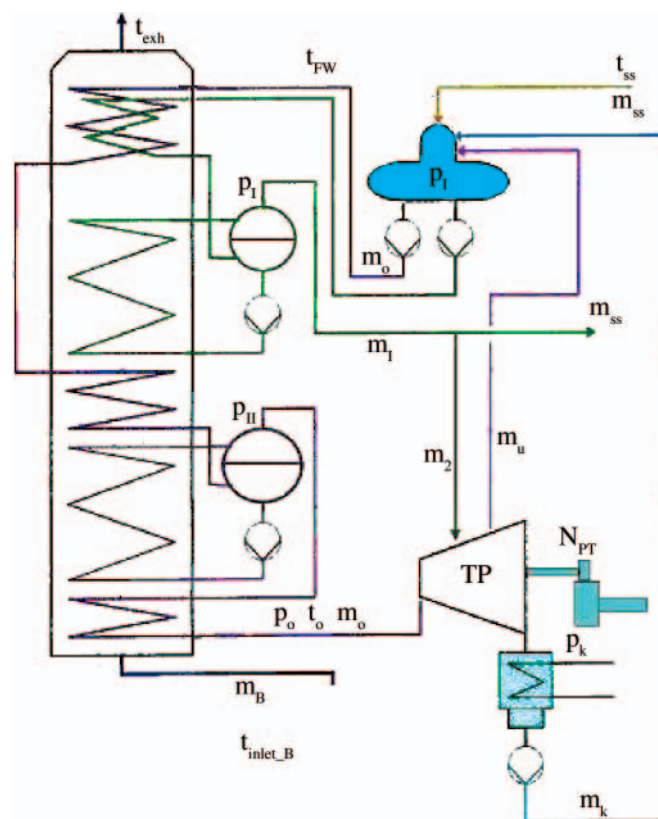 t_exh
t_FW
t_ss
m_ss
p_I
p_I
m_o
m_ss
m_I
p_II
m_2
m_u
N_PT
TP
p_o t_o m_o
p_k
m_B
t_inlet_B
m_k